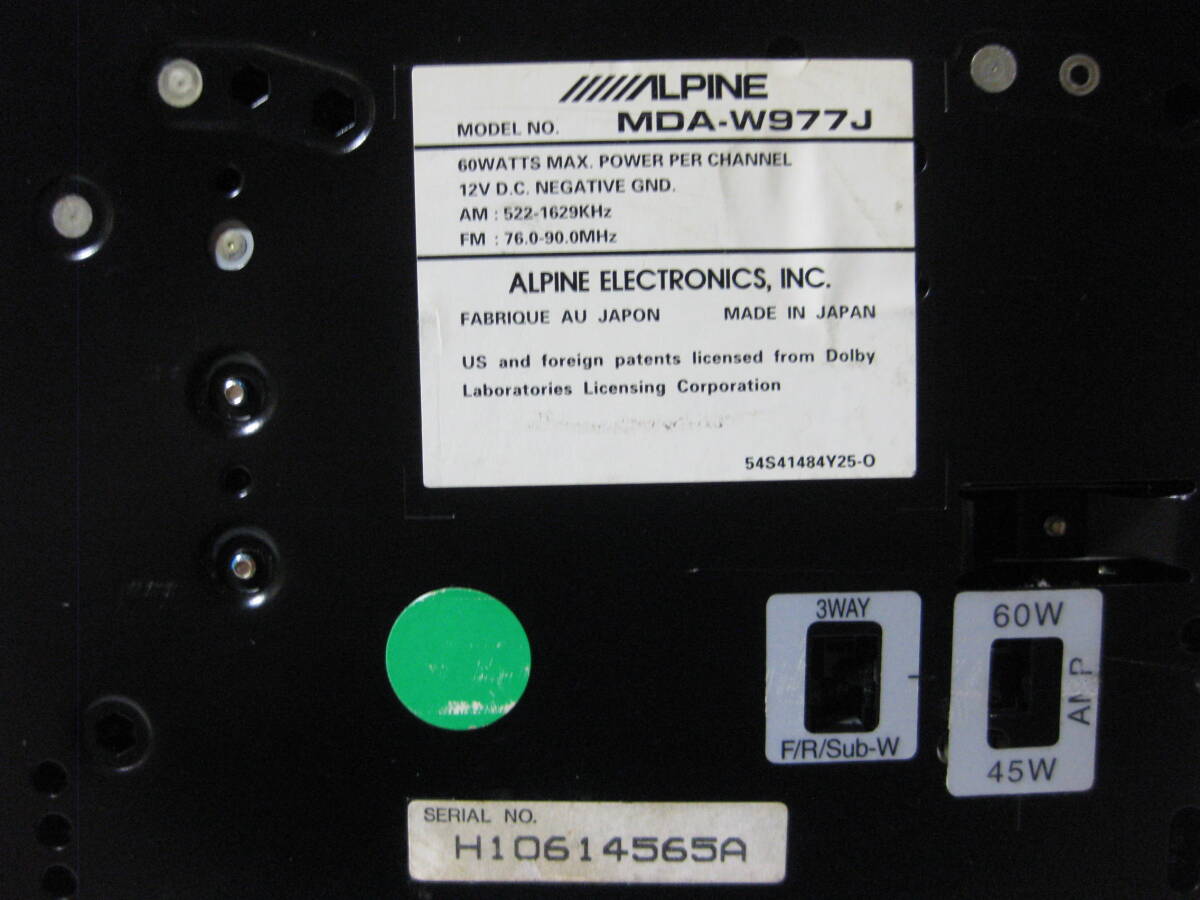 ALPINE
MODEL NO. MDA-W977J
60WATTS MAX. POWER PER CHANNEL
12V D.C. NEGATIVE GND.
AM : 522-1629KHz
FM : 76.0-90.0MHz
ALPINE ELECTRONICS, INC.
FABRIQUE AU JAPON MADE IN JAPAN
US and foreign patents licensed from Dolby
Laboratories Licensing Corporation
54S41484Y25-O
3WAY
F/R/Sub-W
60W
AMP
45W
SERIAL NO.
H10614565A